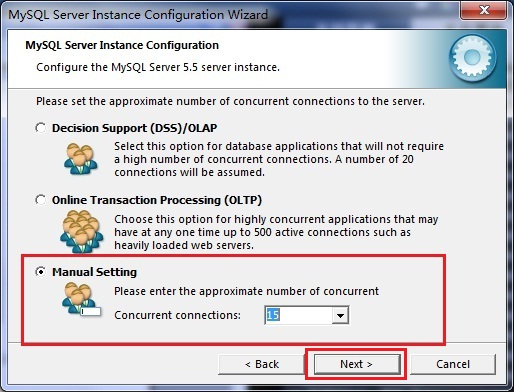 MySQL Server Instance Configuration Wizard
MySQL Server Instance Configuration
Configure the MySQL Server 5.5 server instance.
Please set the approximate number of concurrent connections to the server.
Decision Support (DSS)/OLAP
Select this option for database applications that will not require
a high number of concurrent connections. A number of 20
connections will be assumed.
Online Transaction Processing (OLTP)
Choose this option for highly concurrent applications that may
have at any one time up to 500 active connections such as
heavily loaded web servers.
Manual Setting
Please enter the approximate number of concurrent
Concurrent connections: 15
< Back Next > Cancel